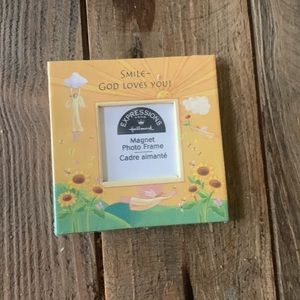 SMILE-
GOD LOVES YOU!
EXPRESSIONS
Hallmark
Magnet
Photo Frame
Cadre aimanté